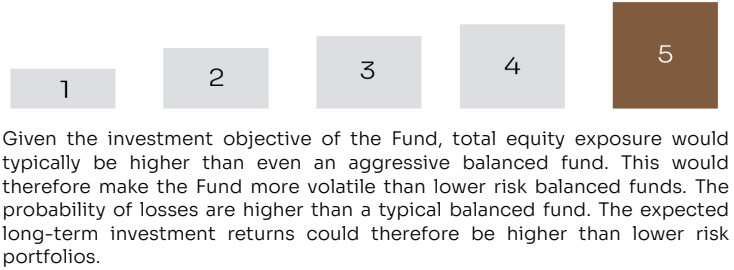 1 2 3 4 5
Given the investment objective of the Fund, total equity exposure would
typically be higher than even an aggressive balanced fund. This would
therefore make the Fund more volatile than lower risk balanced funds. The
probability of losses are higher than a typical balanced fund. The expected
long-term investment returns could therefore be higher than lower risk
portfolios.